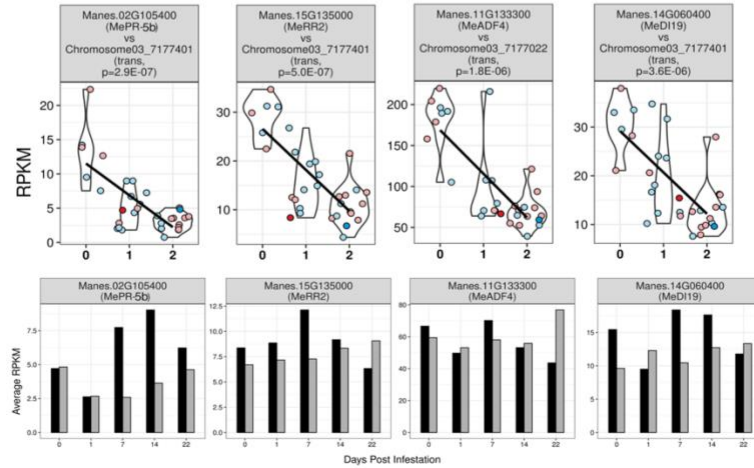 Manes.02G105400
(MePR-5b)
vs
Chromosome03_7177401
(trans,
p=2.9E-07)
Manes.15G135000
(MeRR2)
vs
Chromosome03_7177401
(trans,
p=5.0E-07)
Manes.11G133300
(MeADF4)
vs
Chromosome03_7177022
(trans,
p=1.8E-06)
Manes.14G060400
(MeDI19)
vs
Chromosome03_7177401
(trans,
p=3.6E-06)
RPKM
20
15
10
5
0
0 1 2
30
20
10
0 1 2
200
150
100
50
0 1 2
30
20
10
0 1 2
Manes.02G105400
(MePR-5b)
Manes.15G135000
(MeRR2)
Manes.11G133300
(MeADF4)
Manes.14G060400
(MeDI19)
Average RPKM
7.5
5.0
2.5
0.0
0 1 7 14 22
12.5
10.0
7.5
5.0
2.5
0.0
0 1 7 14 22
80
60
40
20
0
0 1 7 14 22
15
10
5
0
0 1 7 14 22
Days Post Infestation